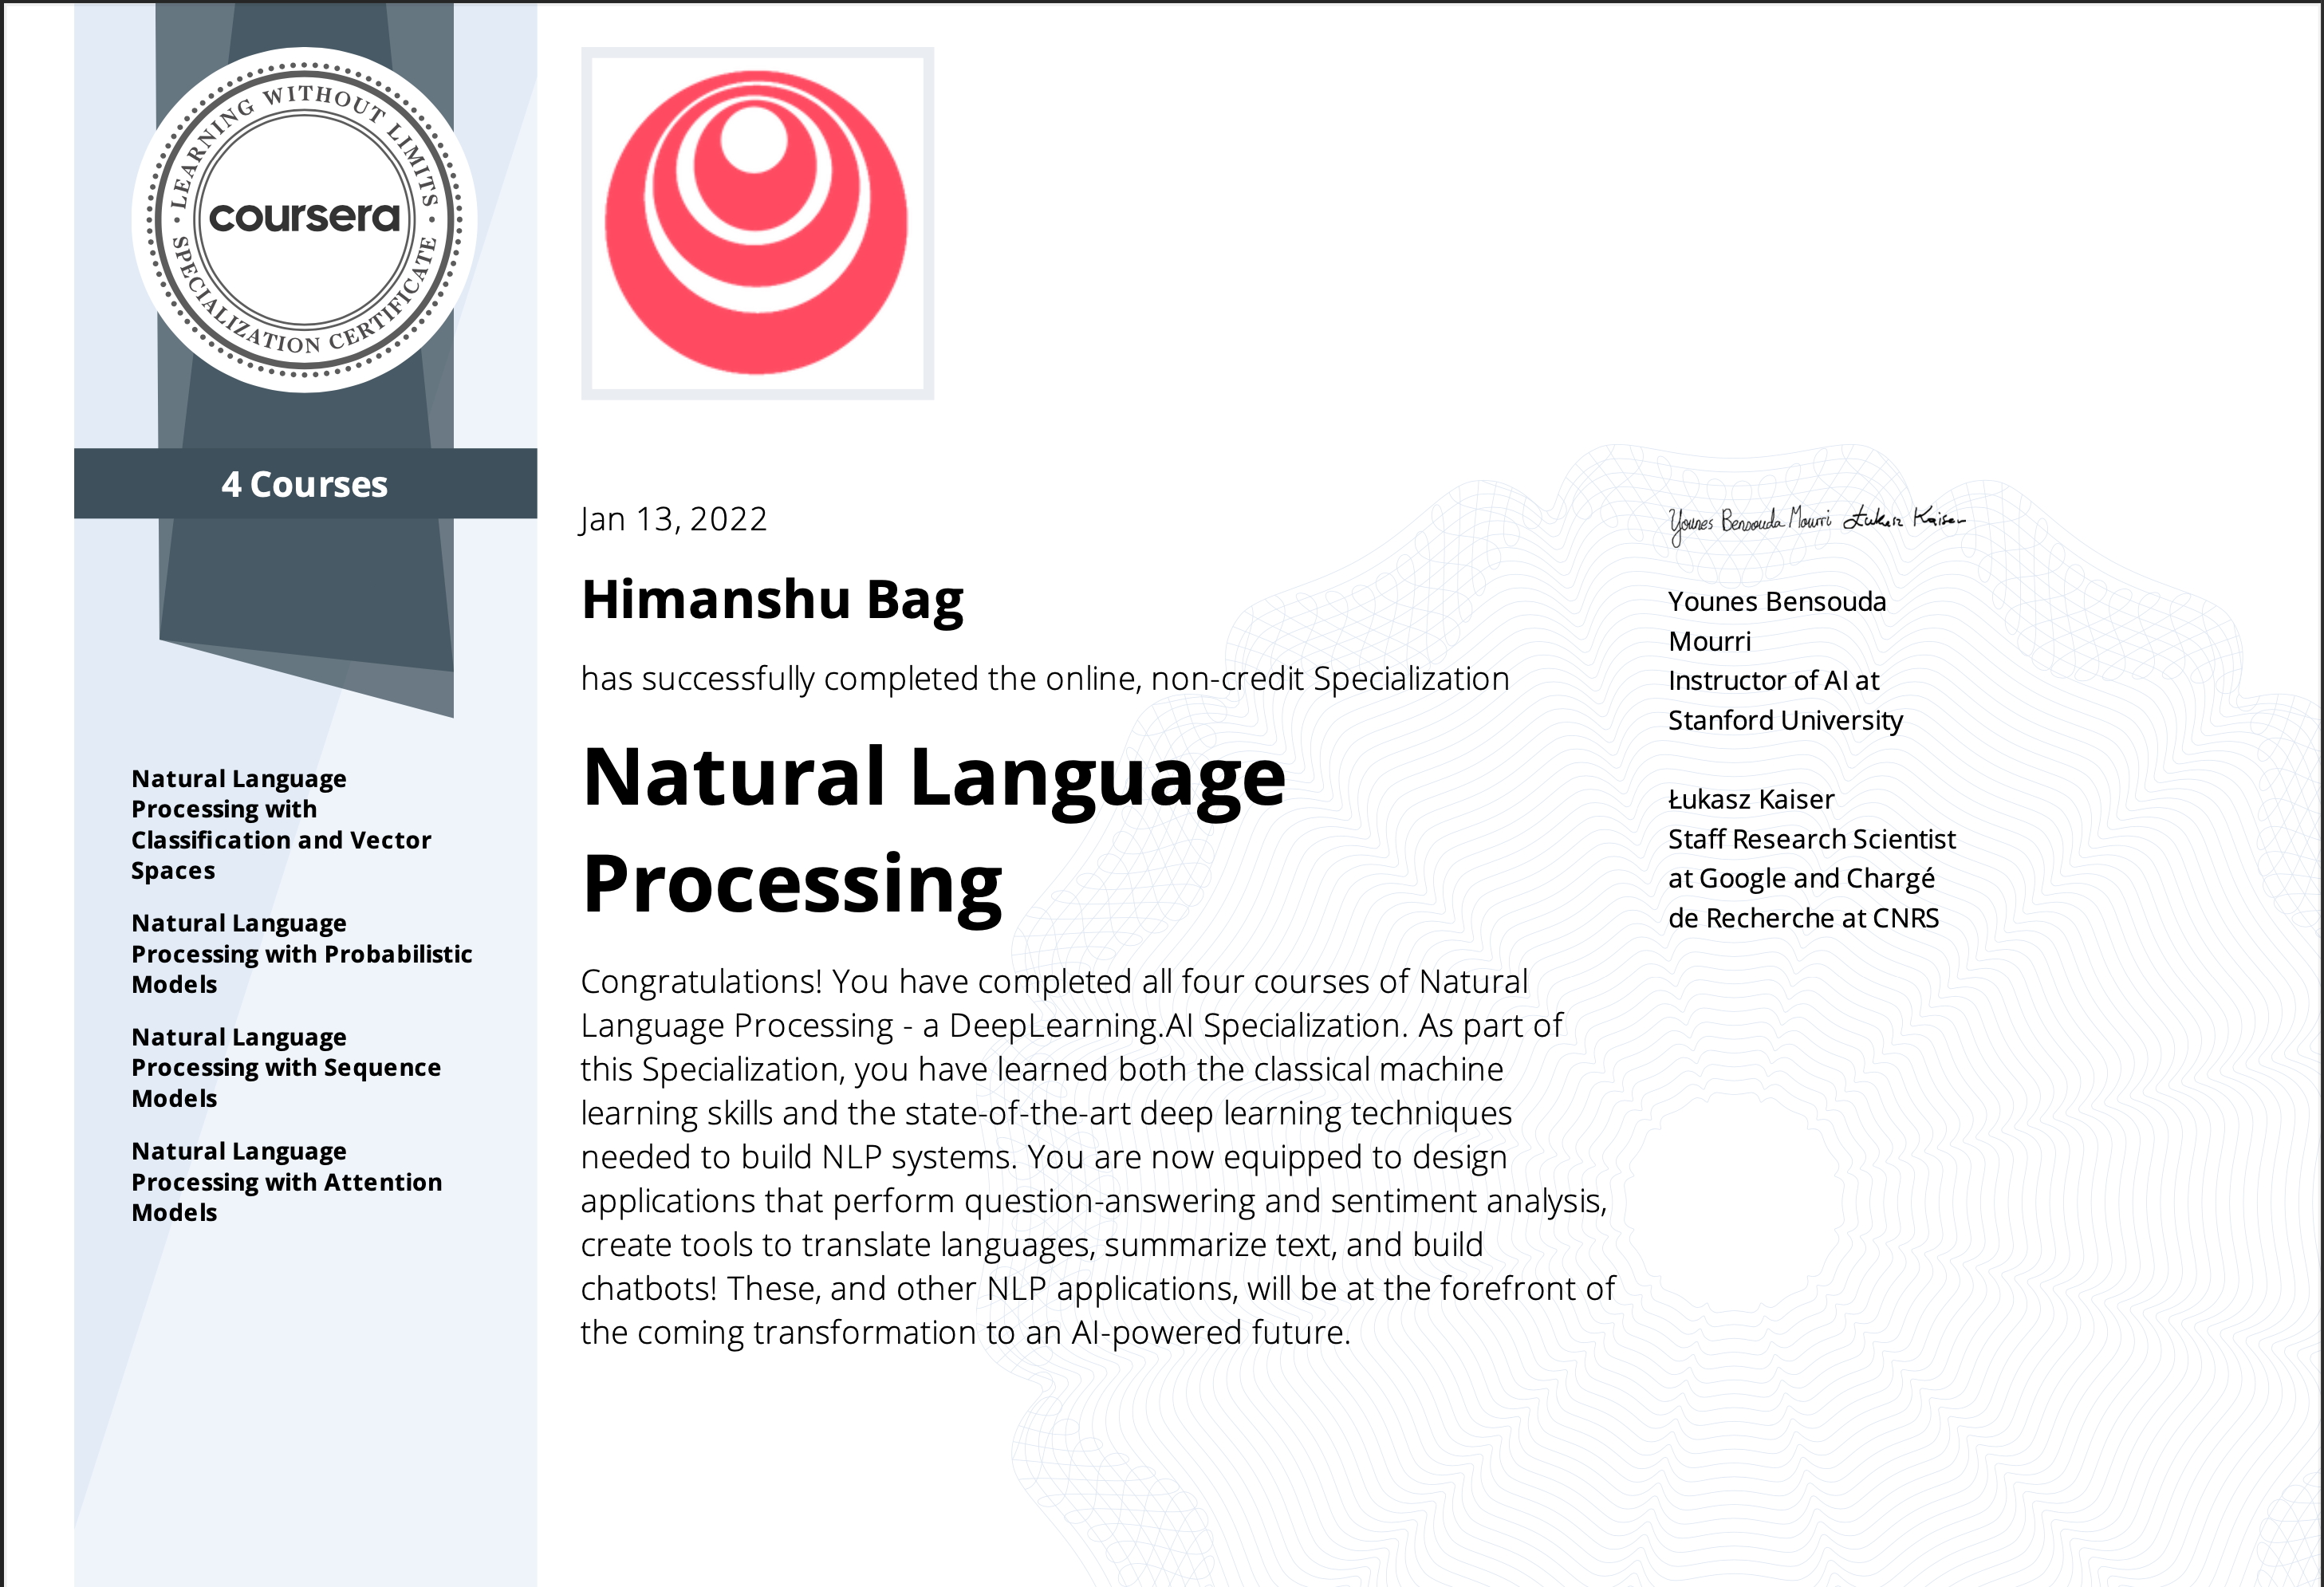 LEARNING WITHOUT LIMITS
coursera
SPECIALIZATION CERTIFICATE
4 Courses
Natural Language
Processing with
Classification and Vector
Spaces
Natural Language
Processing with Probabilistic
Models
Natural Language
Processing with Sequence
Models
Natural Language
Processing with Attention
Models
Jan 13, 2022
Himanshu Bag
has successfully completed the online, non-credit Specialization
Natural Language
Processing
Congratulations! You have completed all four courses of Natural
Language Processing - a DeepLearning.AI Specialization. As part of
this Specialization, you have learned both the classical machine
learning skills and the state-of-the-art deep learning techniques
needed to build NLP systems. You are now equipped to design
applications that perform question-answering and sentiment analysis,
create tools to translate languages, summarize text, and build
chatbots! These, and other NLP applications, will be at the forefront of
the coming transformation to an AI-powered future.
Younes Bensouda Mourri Łukasz Kaiser
Younes Bensouda
Mourri
Instructor of AI at
Stanford University
Łukasz Kaiser
Staff Research Scientist
at Google and Chargé
de Recherche at CNRS